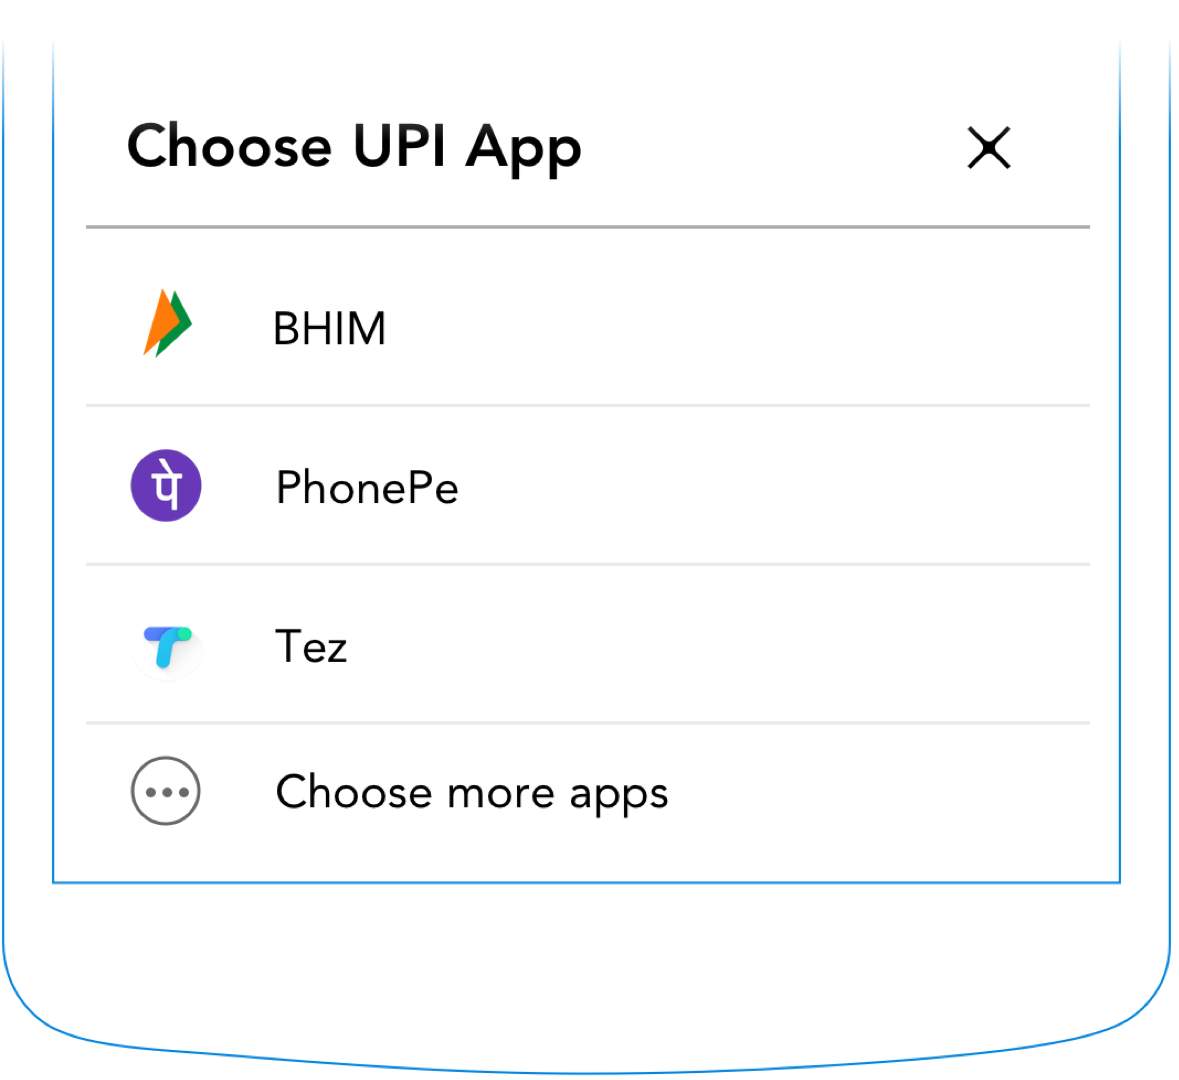 Choose UPI App
BHIM
पे
PhonePe
Tez
Choose more apps